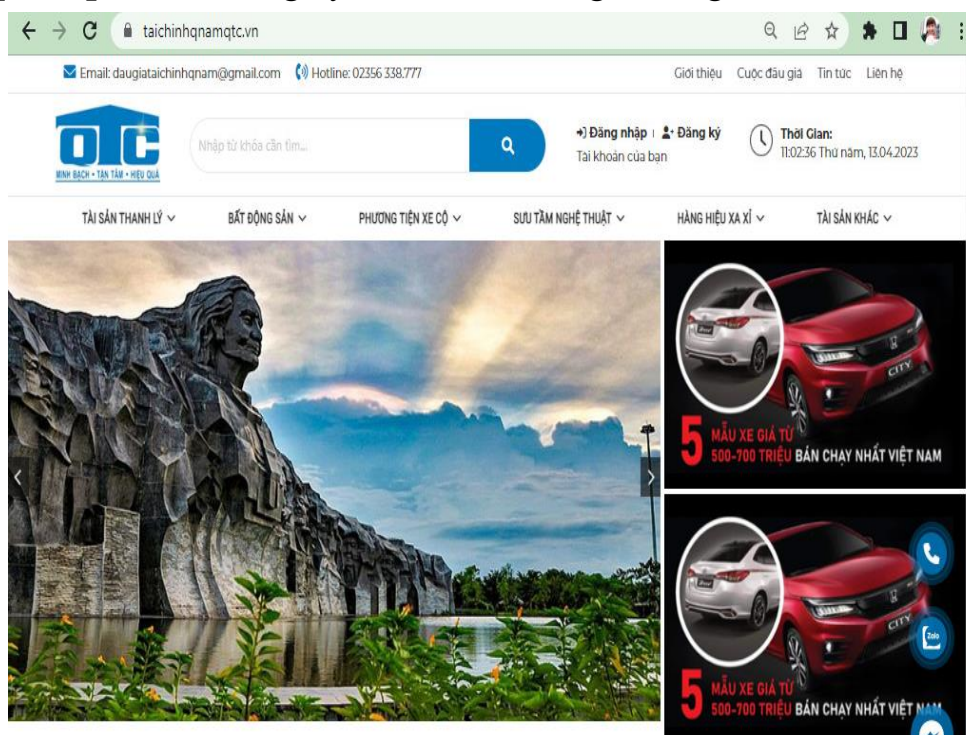 taichinhqnamqtc.vn
Email: daugiataichinhqnam@gmail.com Hotline: 02356 338.777
Giới thiệu Cuộc đấu giá Tin tức Liên hệ
QTC
MINH BẠCH - TẬN TÂM - HIỆU QUẢ
Nhập từ khóa cần tìm...
Đăng nhập | Đăng ký
Tài khoản của bạn
Thời Gian:
11:02:36 Thứ năm, 13.04.2023
TÀI SẢN THANH LÝ BẤT ĐỘNG SẢN PHƯƠNG TIỆN XE CỘ SƯU TẦM NGHỆ THUẬT HÀNG HIỆU XA XỈ TÀI SẢN KHÁC
CITY
5 MẪU XE GIÁ TỪ
500-700 TRIỆU BÁN CHẠY NHẤT VIỆT NAM
CITY
Zalo
5 MẪU XE GIÁ TỪ
500-700 TRIỆU BÁN CHẠY NHẤT VIỆT NAM